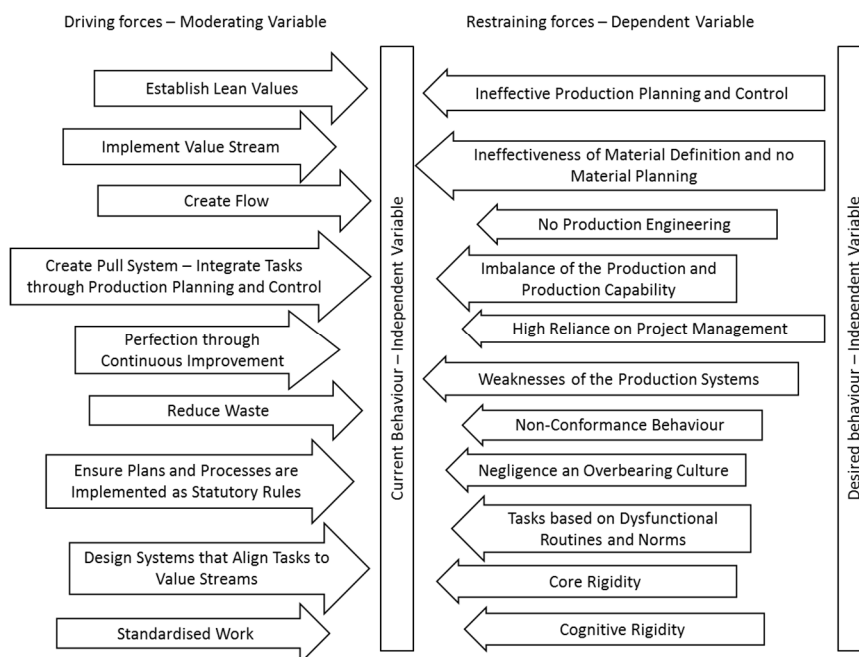 Driving forces – Moderating Variable
Establish Lean Values
Implement Value Stream
Create Flow
Create Pull System – Integrate Tasks
through Production Planning and Control
Perfection through
Continuous Improvement
Reduce Waste
Ensure Plans and Processes are
Implemented as Statutory Rules
Design Systems that Align Tasks to
Value Streams
Standardised Work
Current Behaviour – Independent Variable
Restraining forces – Dependent Variable
Ineffective Production Planning and Control
Ineffectiveness of Material Definition and no
Material Planning
No Production Engineering
Imbalance of the Production and
Production Capability
High Reliance on Project Management
Weaknesses of the Production Systems
Non-Conformance Behaviour
Negligence an Overbearing Culture
Tasks based on Dysfunctional
Routines and Norms
Core Rigidity
Cognitive Rigidity
Desired behaviour – Independent Variable